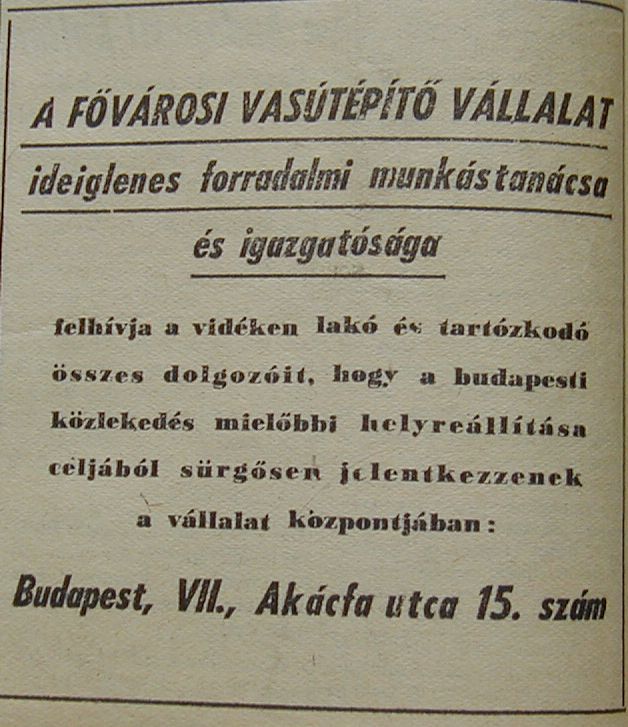 A FŐVÁROSI VASÚTÉPÍTŐ VÁLLALAT
ideiglenes forradalmi munkástanácsa
és igazgatósága
felhívja a vidéken lakó és tartózkodó
összes dolgozóit, hogy a budapesti
közlekedés mielőbbi helyreállítása
céljából sürgősen jelentkezzenek
a vállalat központjában:
Budapest, VII., Akácfa utca 15. szám